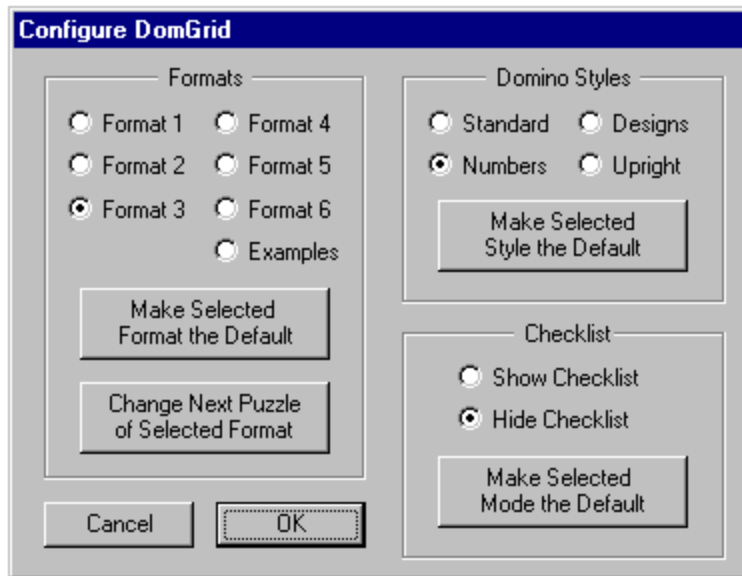 Configure DomGrid
Formats
Format 1
Format 4
Format 2
Format 5
Format 3
Format 6
Examples
Make Selected
Format the Default
Change Next Puzzle
of Selected Format
Cancel
OK
Domino Styles
Standard
Designs
Numbers
Upright
Make Selected
Style the Default
Checklist
Show Checklist
Hide Checklist
Make Selected
Mode the Default